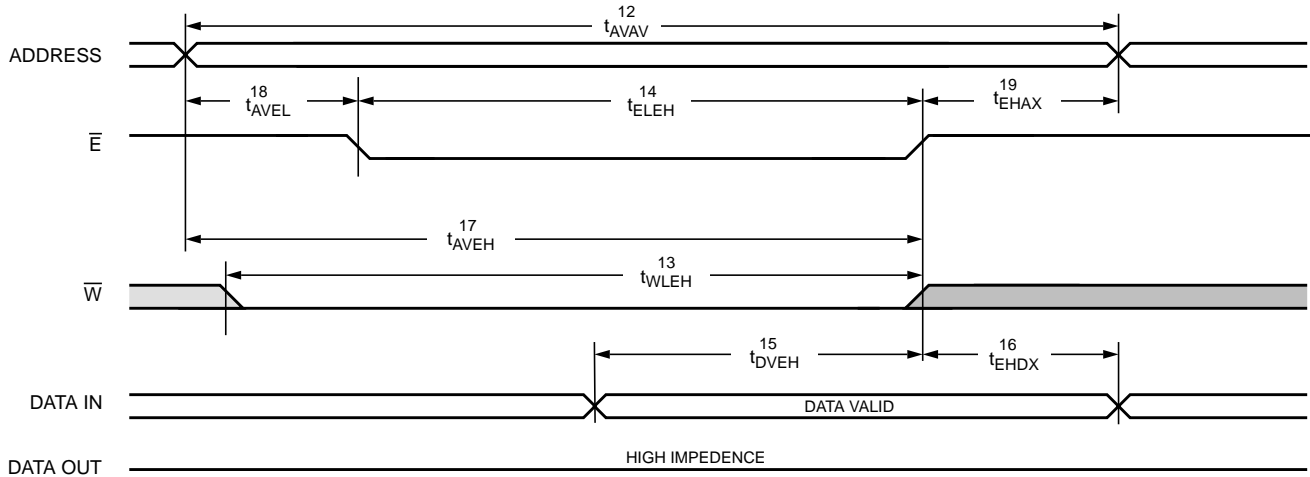 12
tAVAV
ADDRESS
18
tAVEL
14
tELEH
19
tEHAX
E
17
tAVEH
13
tWLEH
W
15
tDVEH
16
tEHDX
DATA IN
DATA VALID
DATA OUT
HIGH IMPEDENCE